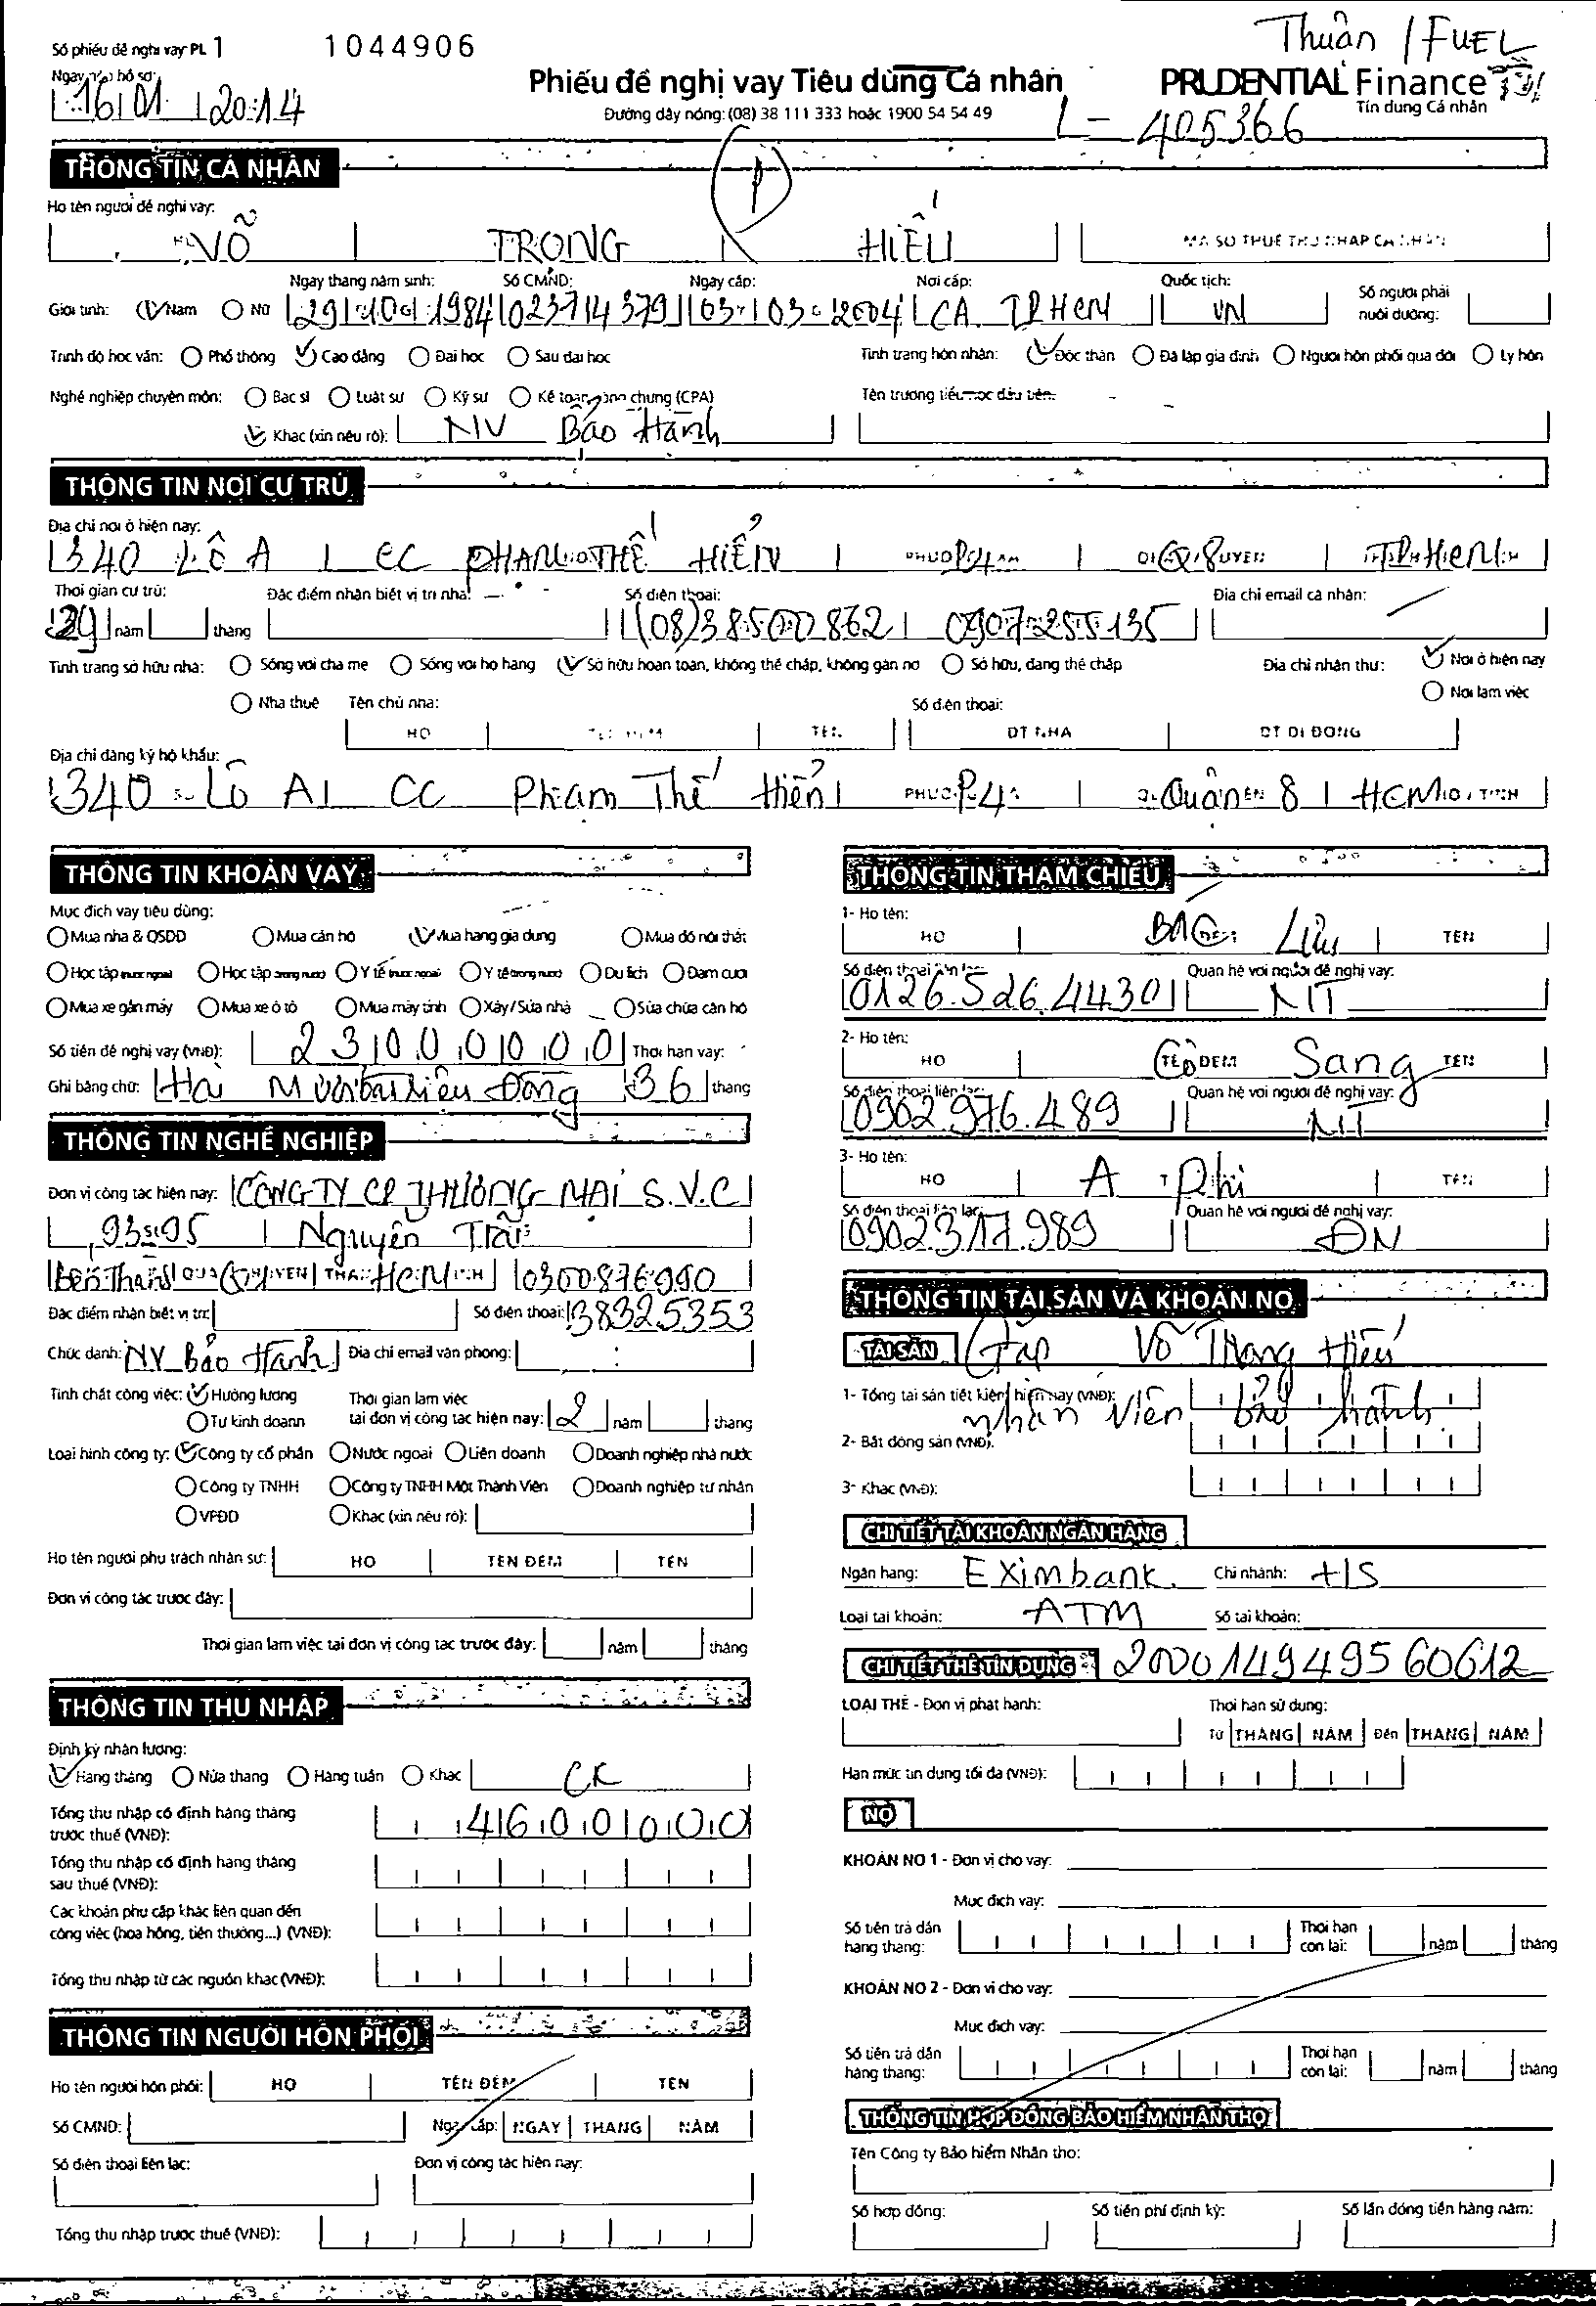 Số phiếu đề nghị vay PL 1 1044906
Thuân / FUEL
Ngày nộp hồ sơ:
16 01 2014
Phiếu đề nghị vay Tiêu dùng Cá nhân
PRUDENTIAL Finance
Đường dây nóng: (08) 38 111 333 hoặc 1900 54 54 49
Tín dụng Cá nhân
L - 405366
THÔNG TIN CÁ NHÂN
Họ tên người đề nghị vay:
VÕ TRỌNG HIẾU MÃ SỐ THUẾ THU NHẬP CÁ NHÂN
Ngày tháng năm sinh: Số CMND: Ngày cấp: Nơi cấp: Quốc tịch: Số người phải
Giới tính: Nam Nữ 29 10 1984 023714379 03 03 2004 CA TPHCM VN nuôi dưỡng:
Trình độ học vấn: Phổ thông Cao đẳng Đại học Sau đại học Tình trạng hôn nhân: Độc thân Đã lập gia đình Người hôn phối qua đời Ly hôn
Nghề nghiệp chuyên môn: Bác sĩ Luật sư Kỹ sư Kế toán công chứng (CPA) Tên trường tiểu học đầu tiên:
Khác (xin nêu rõ): NV Bảo Hành
THÔNG TIN NƠI CƯ TRÚ
Địa chỉ nơi ở hiện nay:
340 LÔ A CC PHẠM THẾ HIỂN P4 Q8 TPHCM
Thời gian cư trú: Đặc điểm nhận biết vị trí nhà: Số điện thoại: Địa chỉ email cá nhân:
29 năm tháng (08)38500862 0907255135
Tình trạng sở hữu nhà: Sống với cha mẹ Sống với họ hàng Sở hữu hoàn toàn, không thế chấp, không gán nợ Sở hữu, đang thế chấp Địa chỉ nhận thư: Nơi ở hiện nay
Nhà thuê Tên chủ nhà: Số điện thoại: Nơi làm việc
HỌ TÊN ĐỆM TÊN ĐT NHÀ ĐT DI ĐỘNG
Địa chỉ đăng ký hộ khẩu:
340 Lô A CC Phạm Thế Hiển P4 Quận 8 HCM
THÔNG TIN KHOẢN VAY
Mục đích vay tiêu dùng:
Mua nhà & QSDĐ Mua căn hộ Mua hàng gia dụng Mua đồ nội thất
Học tập nước ngoài Học tập trong nước Y tế nước ngoài Y tế trong nước Du lịch Đám cưới
Mua xe gắn máy Mua xe ô tô Mua máy tính Xây/Sửa nhà Sửa chữa căn hộ
Số tiền đề nghị vay (VNĐ): 23000000 Thời hạn vay:
Ghi bằng chữ: Hai Mươi ba triệu Đồng 36 tháng
THÔNG TIN NGHỀ NGHIỆP
Đơn vị công tác hiện nay: CÔNG TY CP THƯƠNG MẠI S.V.C
93-95 Nguyễn Trãi
Bến Thành Q1 HCM 0300876990
Đặc điểm nhận biết vị trí: Số điện thoại: 38325353
Chức danh: NV Bảo Hành Địa chỉ email văn phòng:
Tính chất công việc: Hưởng lương Thời gian làm việc
Tự kinh doanh tại đơn vị công tác hiện nay: 2 năm tháng
Loại hình công ty: Công ty cổ phần Nước ngoài Liên doanh Doanh nghiệp nhà nước
Công ty TNHH Công ty TNHH Một Thành Viên Doanh nghiệp tư nhân
VPĐD Khác (xin nêu rõ):
Họ tên người phụ trách nhân sự: HỌ TÊN ĐỆM TÊN
Đơn vị công tác trước đây:
Thời gian làm việc tại đơn vị công tác trước đây: năm tháng
THÔNG TIN THU NHẬP
Định kỳ nhận lương:
Hàng tháng Nửa tháng Hàng tuần Khác CK
Tổng thu nhập cố định hàng tháng
trước thuế (VNĐ): 4600000
Tổng thu nhập cố định hàng tháng
sau thuế (VNĐ):
Các khoản phụ cấp khác liên quan đến
công việc (hoa hồng, tiền thưởng...) (VNĐ):
Tổng thu nhập từ các nguồn khác (VNĐ):
THÔNG TIN NGƯỜI HÔN PHỐI
Họ tên người hôn phối: HỌ TÊN ĐỆM TÊN
Số CMND: Ngày cấp: NGÀY THÁNG NĂM
Số điện thoại liên lạc: Đơn vị công tác hiện nay:
Tổng thu nhập trước thuế (VNĐ):
THÔNG TIN THAM CHIẾU
1- Họ tên:
HỌ Lưu TÊN
Số điện thoại liên lạc: Quan hệ với người đề nghị vay:
0126.526.4430 NT
2- Họ tên:
HỌ Sang TÊN
Số điện thoại liên lạc: Quan hệ với người đề nghị vay:
0902.976.489 NT
3- Họ tên:
HỌ A Phi TÊN
Số điện thoại liên lạc: Quan hệ với người đề nghị vay:
0902317.989 ĐN
THÔNG TIN TÀI SẢN VÀ KHOẢN NỢ
TÀI SẢN Gặp Võ Trọng Hiếu
1- Tổng tài sản tiết kiệm hiện nay (VNĐ):
nhân viên bảo hành
2- Bất động sản (VNĐ):
3- Khác (VNĐ):
CHI TIẾT TÀI KHOẢN NGÂN HÀNG
Ngân hàng: EXimbank Chi nhánh: HS
Loại tài khoản: ATM Số tài khoản:
CHI TIẾT THẺ TÍN DỤNG 200014949560612
LOẠI THẺ - Đơn vị phát hành: Thời hạn sử dụng:
Từ THÁNG NĂM Đến THÁNG NĂM
Hạn mức tín dụng tối đa (VNĐ):
NỢ
KHOẢN NỢ 1 - Đơn vị cho vay:
Mục đích vay:
Số tiền trả dần Thời hạn
hàng tháng: còn lại: năm tháng
KHOẢN NỢ 2 - Đơn vị cho vay:
Mục đích vay:
Số tiền trả dần Thời hạn
hàng tháng: còn lại: năm tháng
THÔNG TIN HỢP ĐỒNG BẢO HIỂM NHÂN THỌ
Tên Công ty Bảo hiểm Nhân thọ:
Số hợp đồng: Số tiền phí định kỳ: Số lần đóng tiền hàng năm: